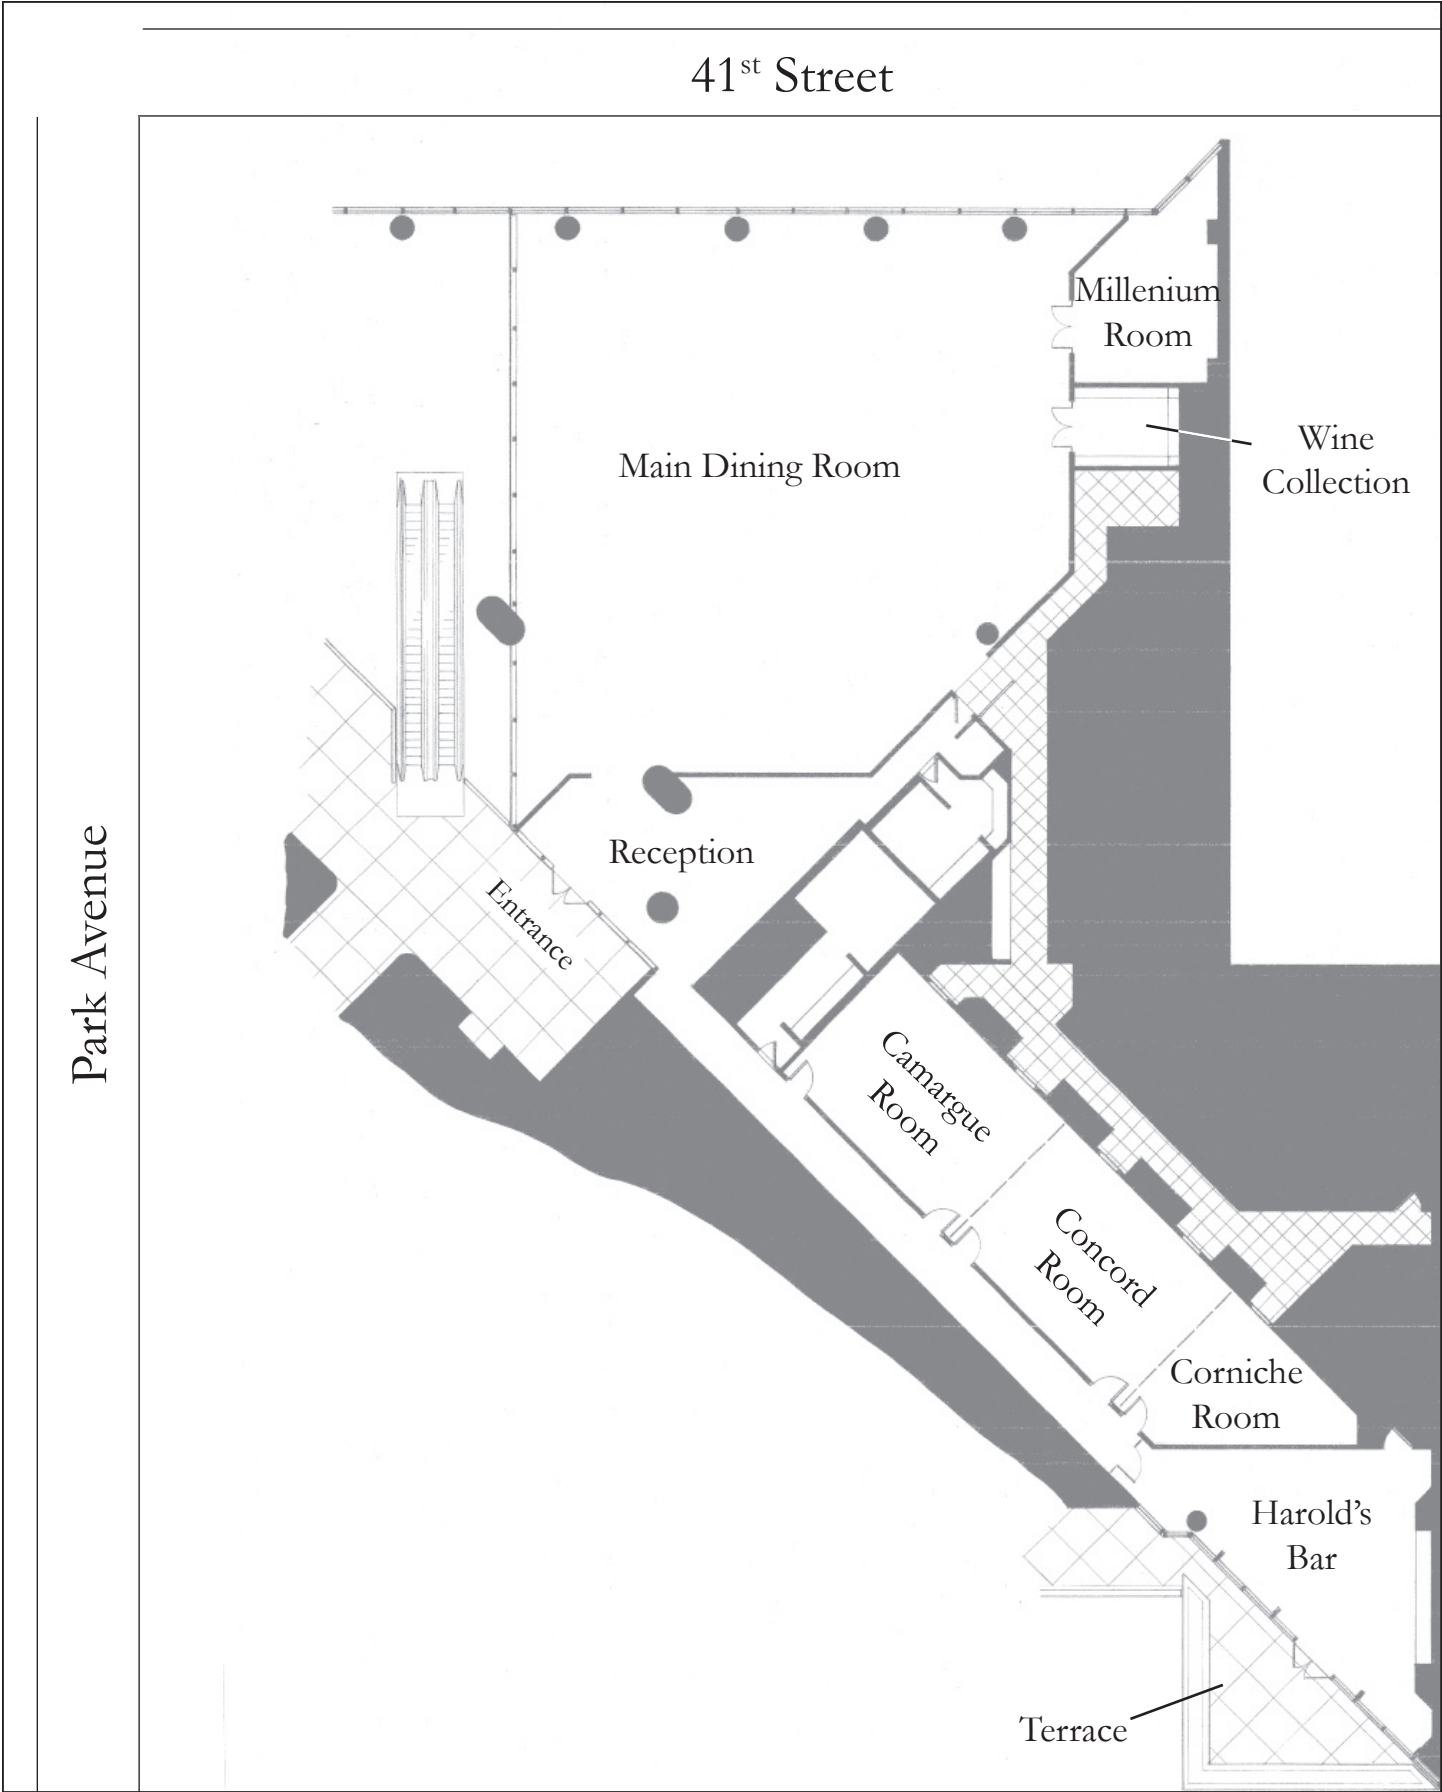 41st Street
Millenium
Room
Wine
Collection
Main Dining Room
Reception
Entrance
Park Avenue
Camargue
Room
Concord
Room
Corniche
Room
Harold's
Bar
Terrace